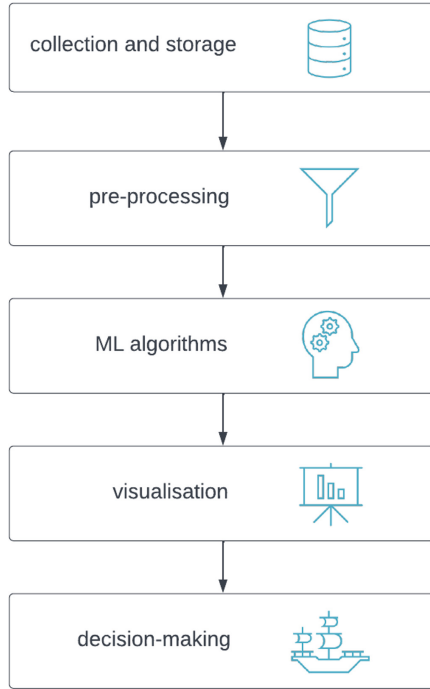 collection and storage
pre-processing
ML algorithms
visualisation
decision-making